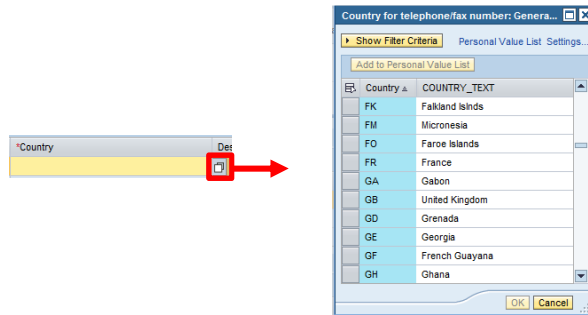 *Country
Des
Country for telephone/fax number: Genera...
Show Filter Criteria Personal Value List Settings...
Add to Personal Value List
Country COUNTRY_TEXT
FK Falkland Islnds
FM Micronesia
FO Faroe Islands
FR France
GA Gabon
GB United Kingdom
GD Grenada
GE Georgia
GF French Guayana
GH Ghana
OK Cancel